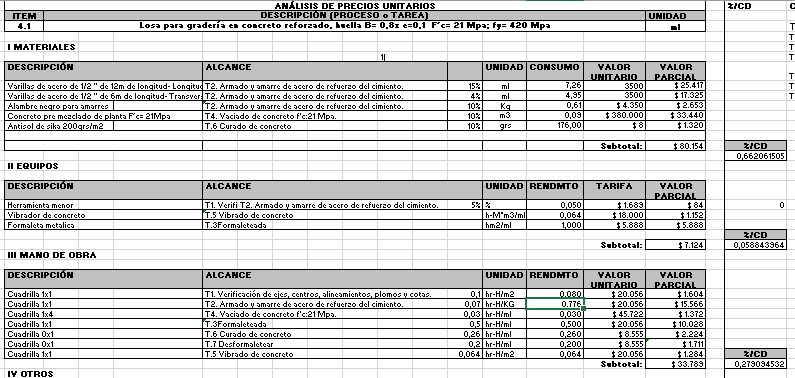 ANÁLISIS DE PRECIOS UNITARIOS %/CD
ITEM DESCRIPCIÓN (PROCESO o TAREA) UNIDAD
4.1 Losa para gradería en concreto reforzado, huella B= 0,8x e=0,1 F´c= 21 Mpa; fy= 420 Mpa ml
I MATERIALES
1
DESCRIPCIÓN ALCANCE UNIDAD CONSUMO VALOR UNITARIO VALOR PARCIAL
Varillas de acero de 1/2 " de 12m de longitud- Longitud T2. Armado y amarre de acero de refuerzo del cimiento. 15% ml 7,26 3500 $ 25.417
Varillas de acero de 1/2 " de 6m de longitud- Transver T2. Armado y amarre de acero de refuerzo del cimiento. 4% ml 4,95 3500 $ 17.325
Alambre negro para amarres T2. Armado y amarre de acero de refuerzo del cimiento. 10% Kg 0,61 $ 4.350 $ 2.653
Concreto pre mezclado de planta F'c= 21Mpa T4. Vaciado de concreto f'c:21 Mpa. 10% m3 0,09 $ 380.000 $ 33.440
Antisol de sika 200grs/m2 T.6 Curado de concreto 10% grs 176,00 $ 8 $ 1.320
Subtotal: $ 80.154 %/CD
0,662061505
II EQUIPOS
DESCRIPCIÓN ALCANCE UNIDAD RENDMTO TARIFA VALOR PARCIAL
Herramienta menor T1. Verifi T2. Armado y amarre de acero de refuerzo del cimiento. 5% % 0,050 $ 1.689 $ 84 0
Vibrador de concreto T.5 Vibrado de concreto h-M*m3/ml 0,064 $ 18.000 $ 1.152
Formaleta metalica T.3Formaleteada hm2/ml 1,000 $ 5.888 $ 5.888
%/CD
Subtotal: $ 7.124 0,058843964
III MANO DE OBRA
DESCRIPCIÓN ALCANCE UNIDAD RENDMTO VALOR UNITARIO VALOR PARCIAL
Cuadrilla 1x1 T1. Verificación de ejes, centros, alineamientos, plomos y cotas. 0,1 hr-H/m2 0,080 $ 20.056 $ 1.604
Cuadrilla 1x1 T2. Armado y amarre de acero de refuerzo del cimiento. 0,07 hr-H/KG 0,776 $ 20.056 $ 15.566
Cuadrilla 1x4 T4. Vaciado de concreto f'c:21 Mpa. 0,03 hr-H/ml 0,030 $ 45.722 $ 1.372
Cuadrilla 1x1 T.3Formaleteada 0,5 hr-H/ml 0,500 $ 20.056 $ 10.028
Cuadrilla 0x1 T.6 Curado de concreto 0,26 hr-H/ml 0,260 $ 8.555 $ 2.224
Cuadrilla 0x1 T.7 Desformaletear 0,2 hr-H/ml 0,200 $ 8.555 $ 1.711
Cuadrilla 1x1 T.5 Vibrado de concreto 0,064 hr-H/m2 0,064 $ 20.056 $ 1.284 %/CD
Subtotal: $ 33.789 0,279094532
IV OTROS